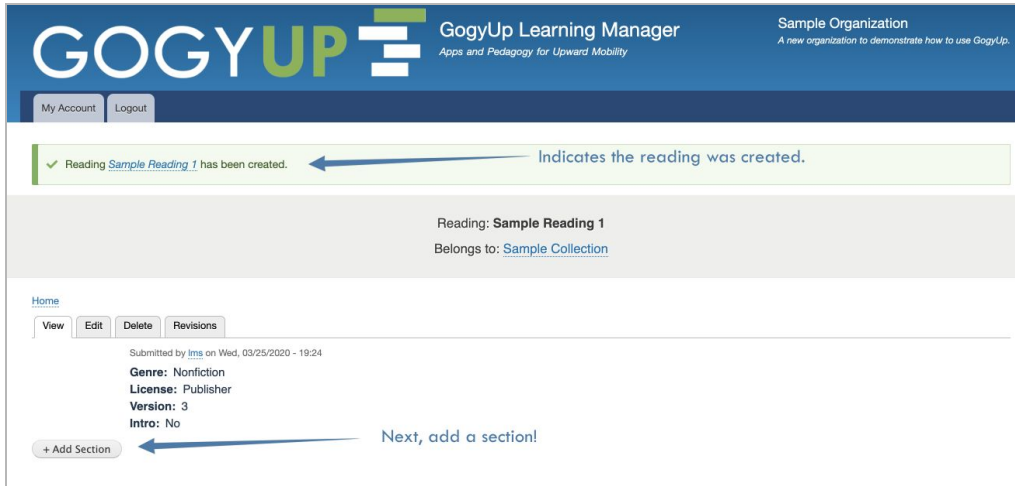 GOGYUP
GogyUp Learning Manager
Apps and Pedagogy for Upward Mobility
Sample Organization
A new organization to demonstrate how to use GogyUp.
My Account Logout
Reading Sample Reading 1 has been created.
Indicates the reading was created.
Reading: Sample Reading 1
Belongs to: Sample Collection
Home
View Edit Delete Revisions
Submitted by lms on Wed, 03/25/2020 - 19:24
Genre: Nonfiction
License: Publisher
Version: 3
Intro: No
+ Add Section
Next, add a section!